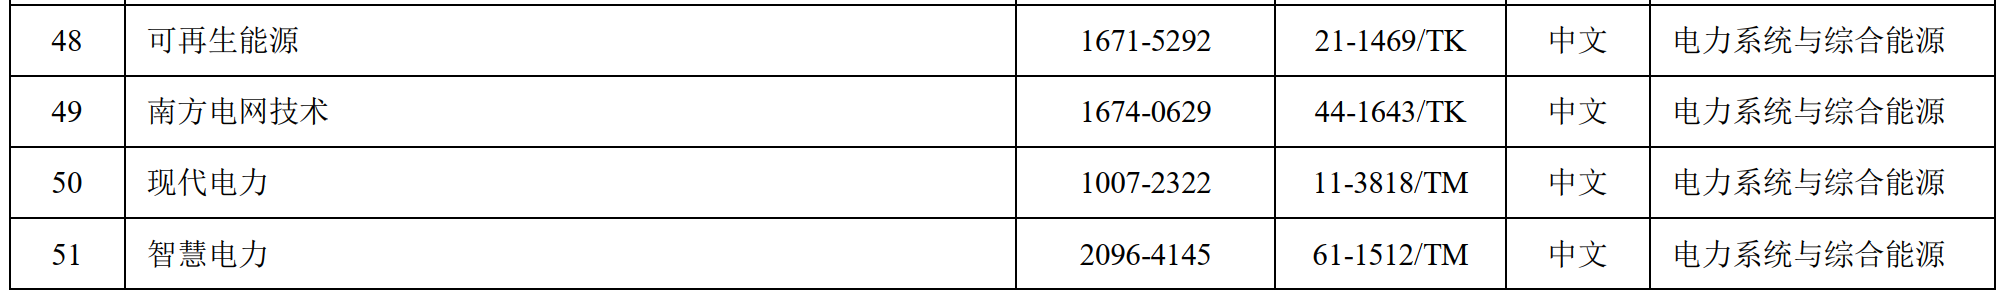 48 可再生能源 1671-5292 21-1469/TK 中文 电力系统与综合能源
49 南方电网技术 1674-0629 44-1643/TK 中文 电力系统与综合能源
50 现代电力 1007-2322 11-3818/TM 中文 电力系统与综合能源
51 智慧电力 2096-4145 61-1512/TM 中文 电力系统与综合能源